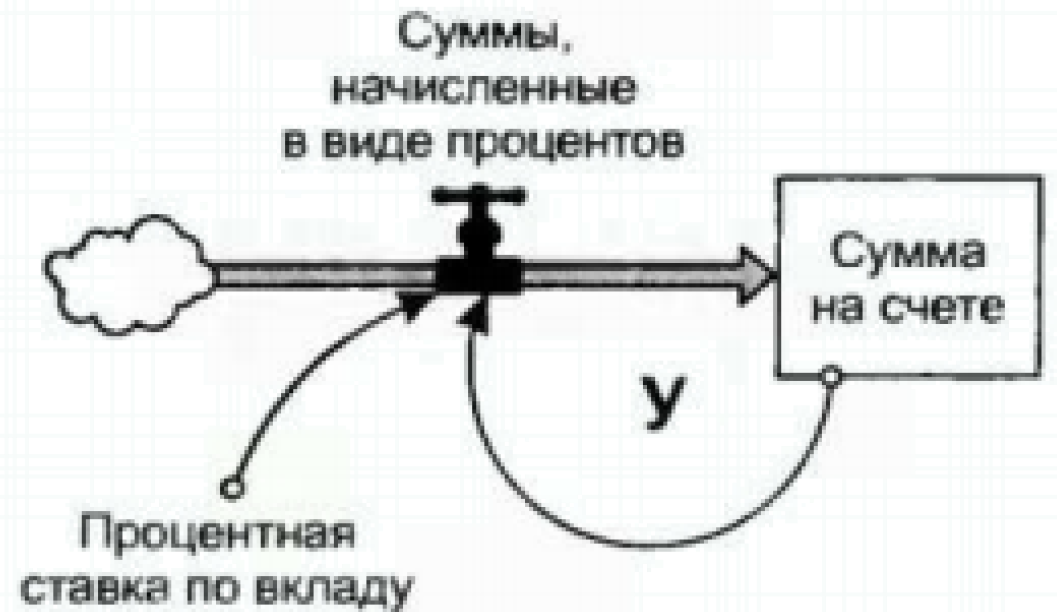 Суммы,
начисленные
в виде процентов
Сумма
на счете
У
Процентная
ставка по вкладу